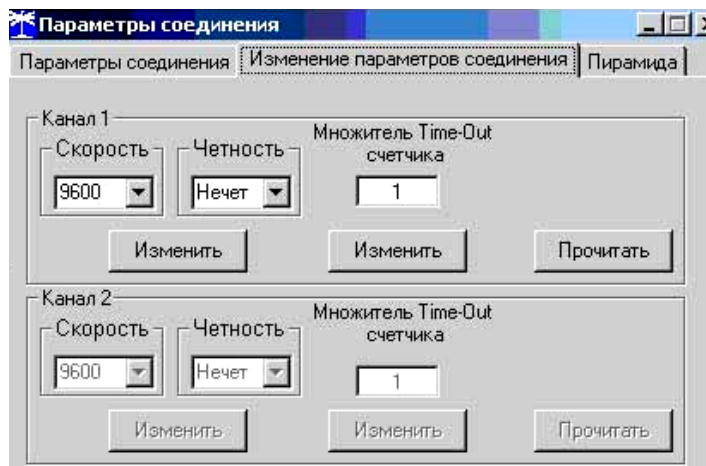 Параметры соединения
Параметры соединения Изменение параметров соединения Пирамида
Канал 1
Скорость Четность Множитель Time-Out
счетчика
9600 Нечет 1
Изменить Изменить Прочитать
Канал 2
Скорость Четность Множитель Time-Out
счетчика
9600 Нечет 1
Изменить Изменить Прочитать